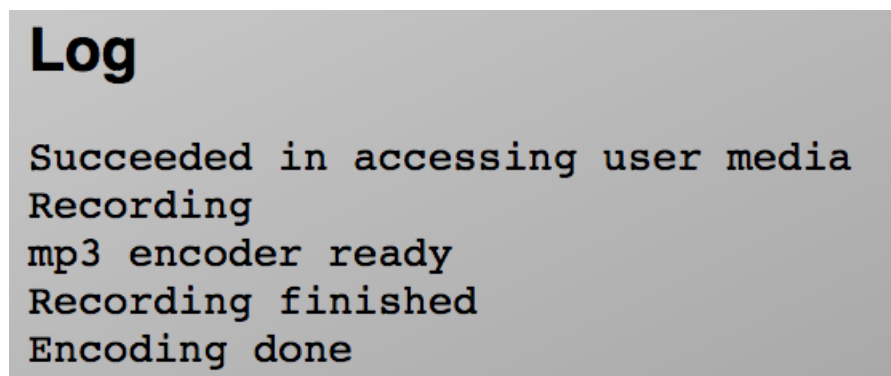 Log
Succeeded in accessing user media
Recording
mp3 encoder ready
Recording finished
Encoding done